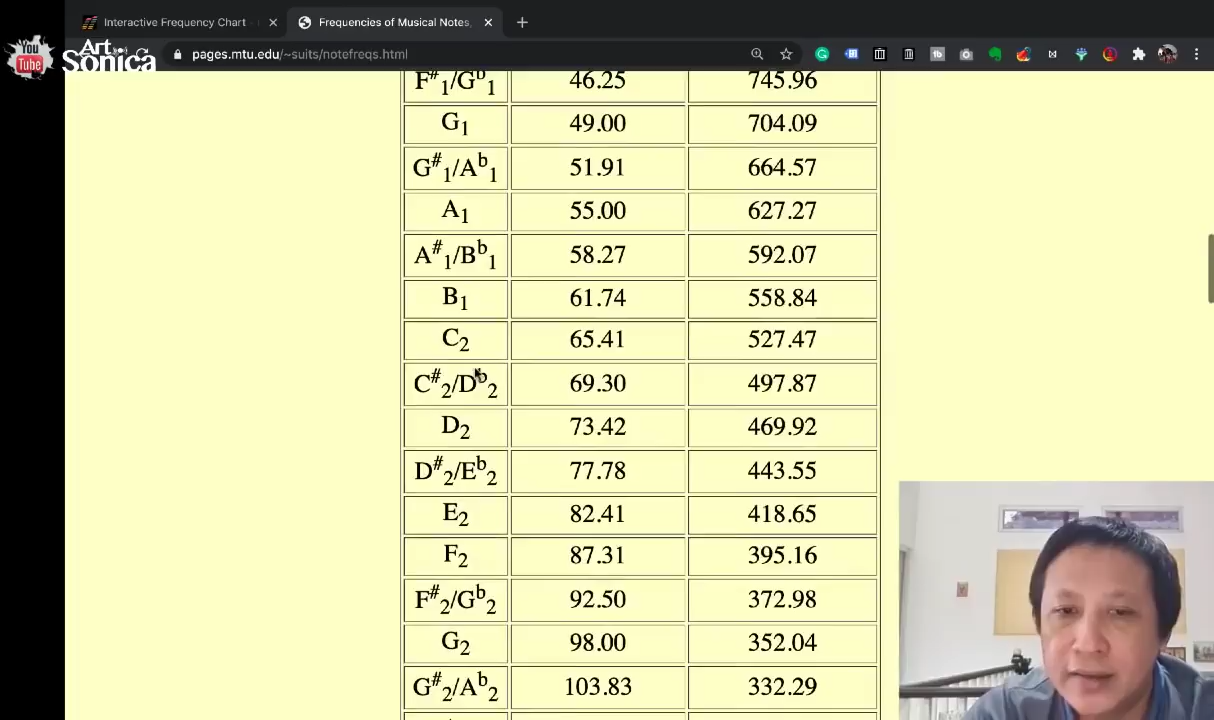 Interactive Frequency Chart
Frequencies of Musical Notes,
You
Tube
Art
Sonica
pages.mtu.edu/~suits/notefreqs.html
F#1/Gb1 46.25 745.96
G1 49.00 704.09
G#1/Ab1 51.91 664.57
A1 55.00 627.27
A#1/Bb1 58.27 592.07
B1 61.74 558.84
C2 65.41 527.47
C#2/Db2 69.30 497.87
D2 73.42 469.92
D#2/Eb2 77.78 443.55
E2 82.41 418.65
F2 87.31 395.16
F#2/Gb2 92.50 372.98
G2 98.00 352.04
G#2/Ab2 103.83 332.29